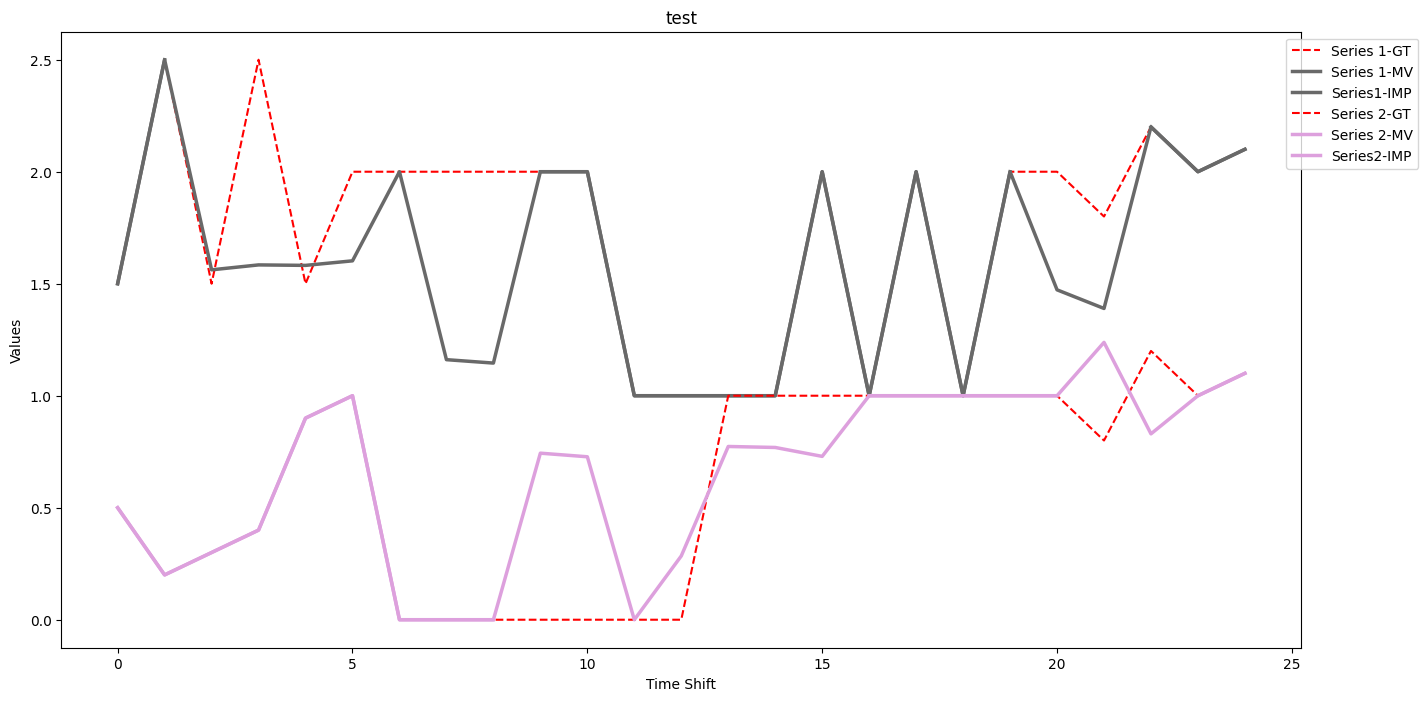 test
2.5
2.0
1.5
1.0
0.5
0.0
Values
0
5
10
15
20
25
Time Shift
Series 1-GT
Series 1-MV
Series1-IMP
Series 2-GT
Series 2-MV
Series2-IMP